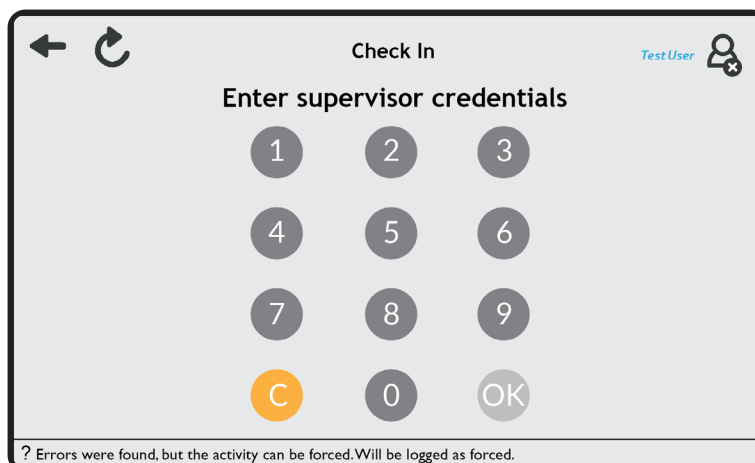 Check In
Test User
Enter supervisor credentials
1 2 3
4 5 6
7 8 9
C 0 OK
? Errors were found, but the activity can be forced.Will be logged as forced.